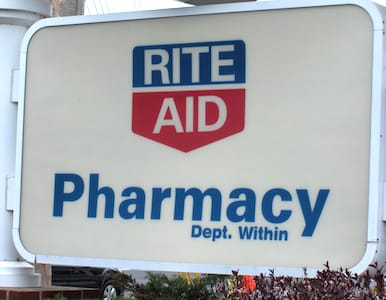 RITE
AID
Pharmacy
Dept. Within